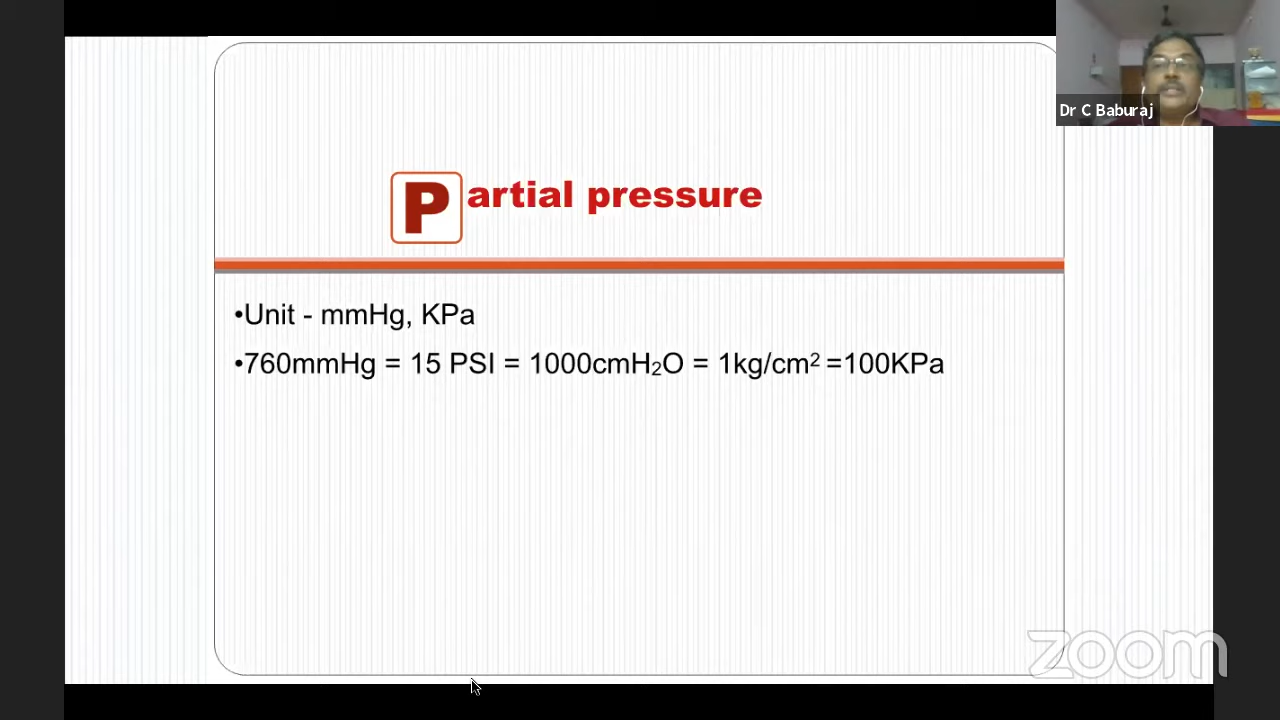 Dr C Baburaj
Partial pressure
•Unit - mmHg, KPa
•760mmHg = 15 PSI = 1000cmH₂O = 1kg/cm² =100KPa
zoom